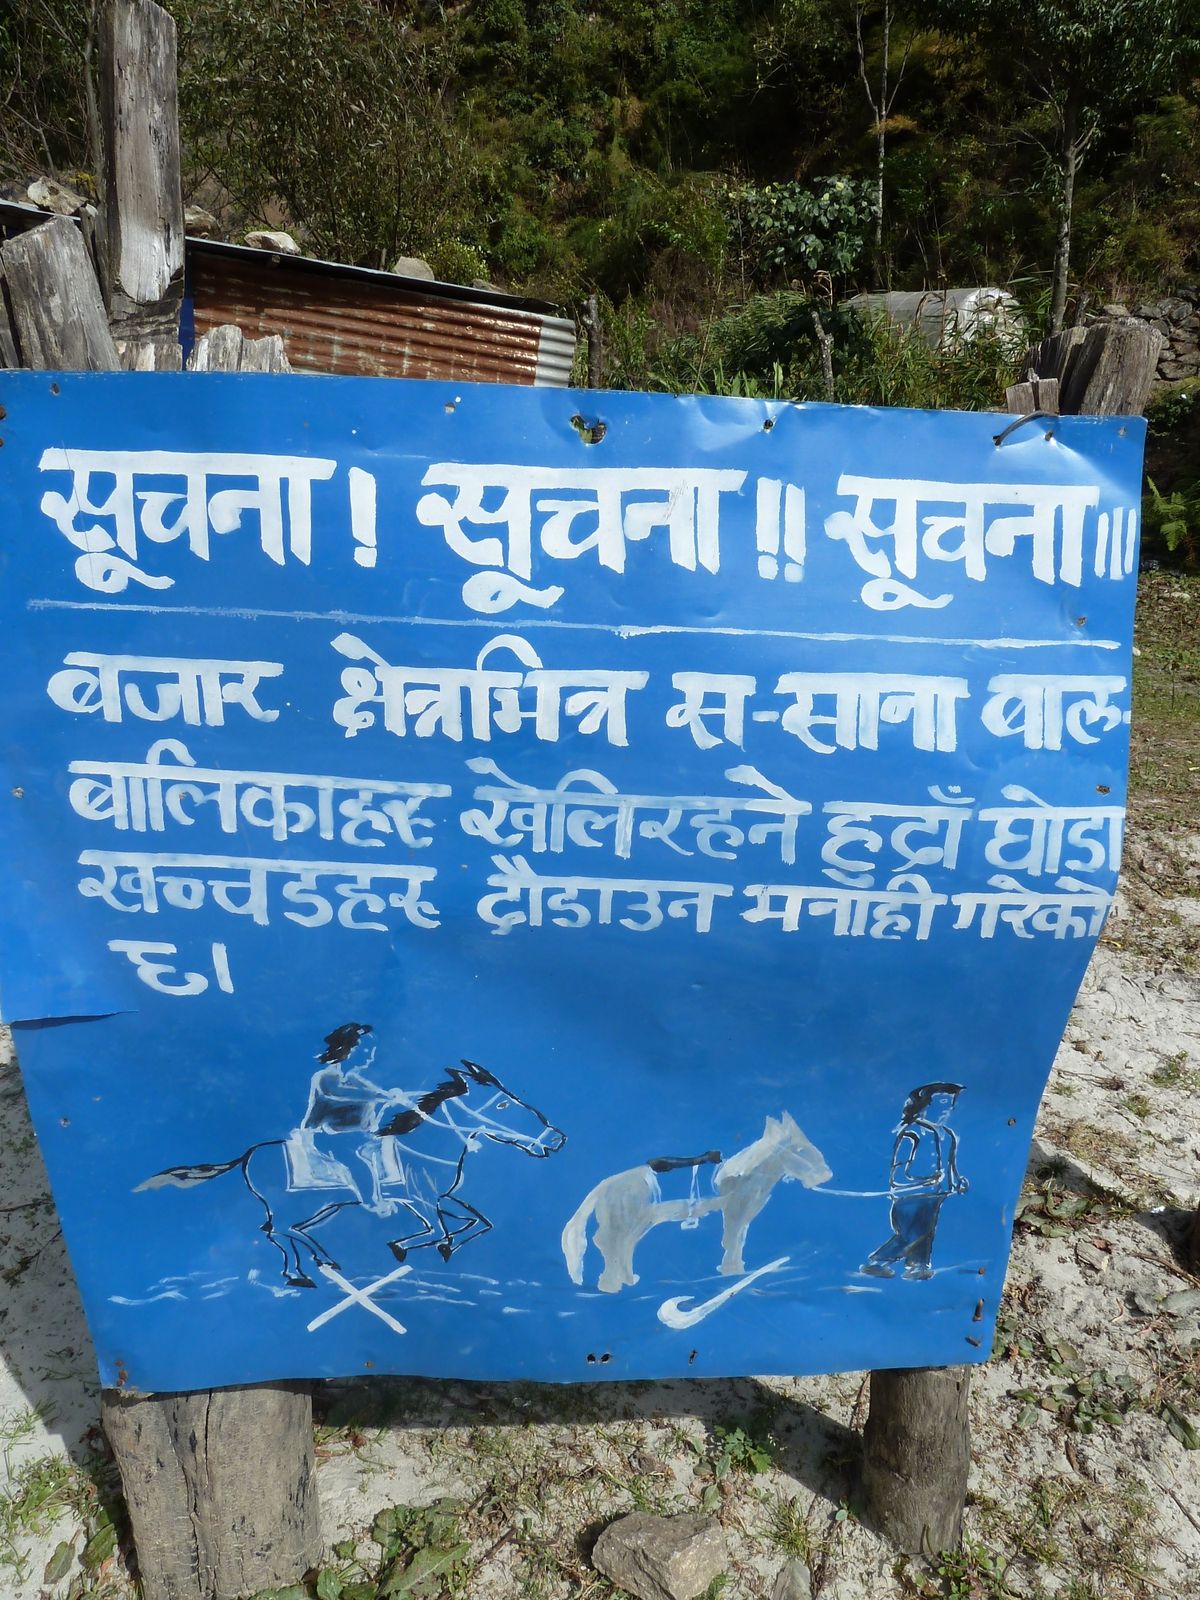 सूचना! सूचना!! सूचना!!!
बजार क्षेत्रभित्र स-साना बाल-
बालिकाहरु खेलिरहने हुदाँ घोडा
खच्चडहरु दौडाउन मनाही गरेको
छ।